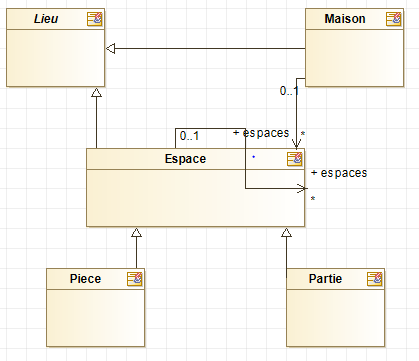 Lieu
Maison
0..1
0..1
+ espaces
*
Espace
*
+ espaces
*
Piece
Partie